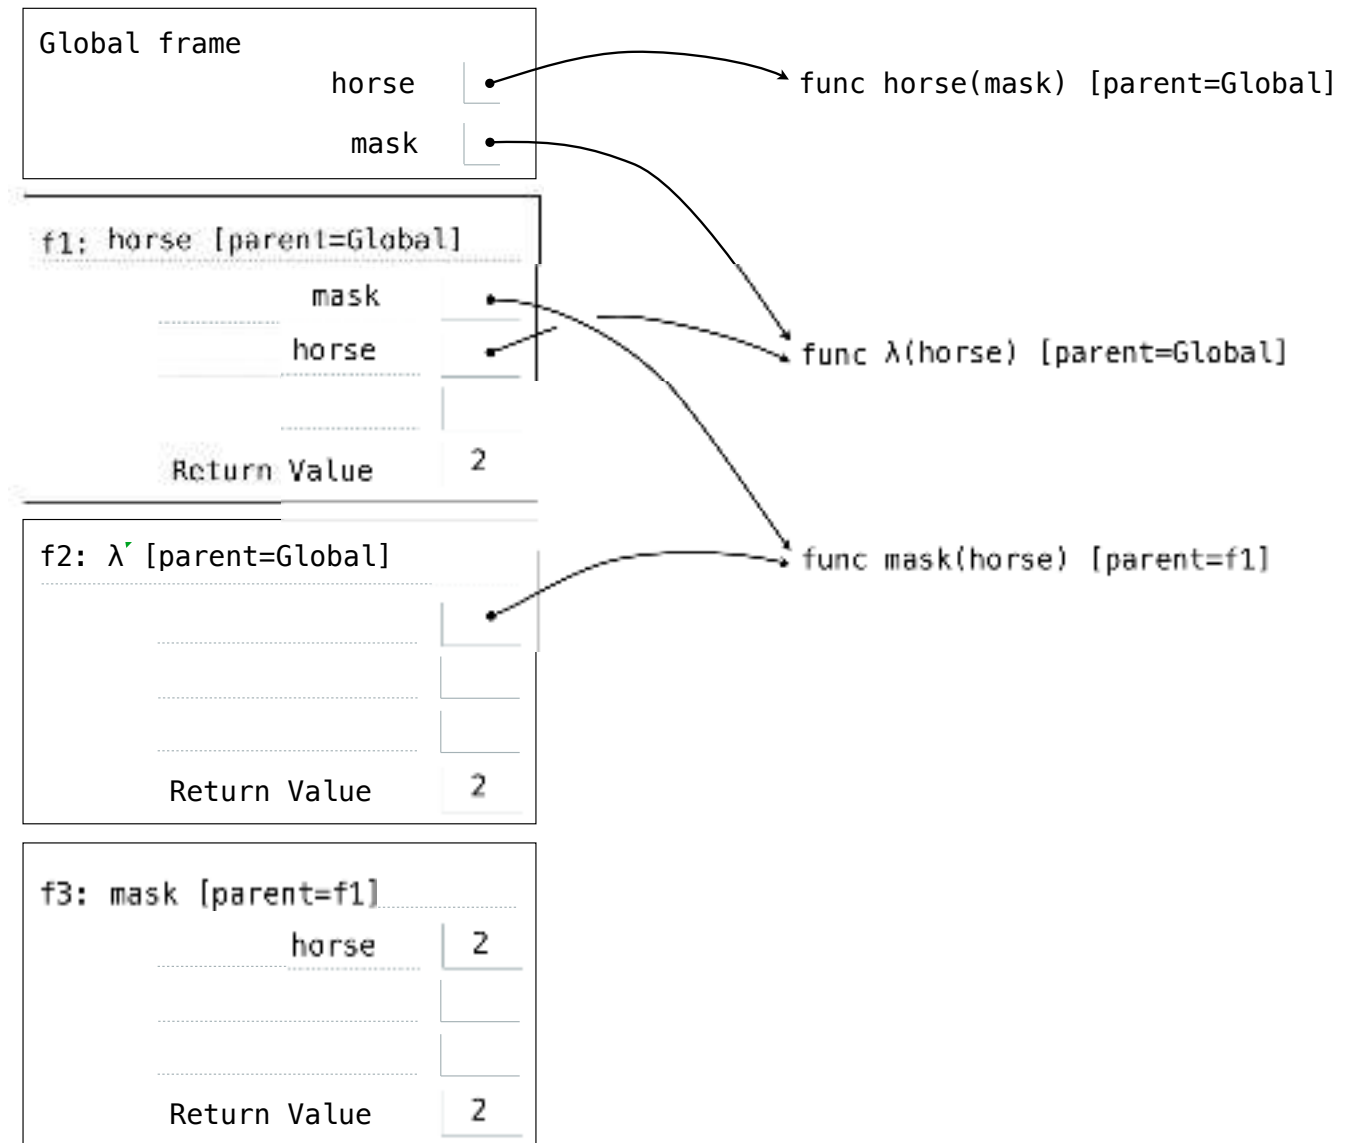 Global frame
horse
func horse(mask) [parent=Global]
mask
f1: horse [parent=Global]
mask
horse
func λ(horse) [parent=Global]
Return Value 2
f2: λ [parent=Global]
func mask(horse) [parent=f1]
Return Value 2
f3: mask [parent=f1]
horse 2
Return Value 2